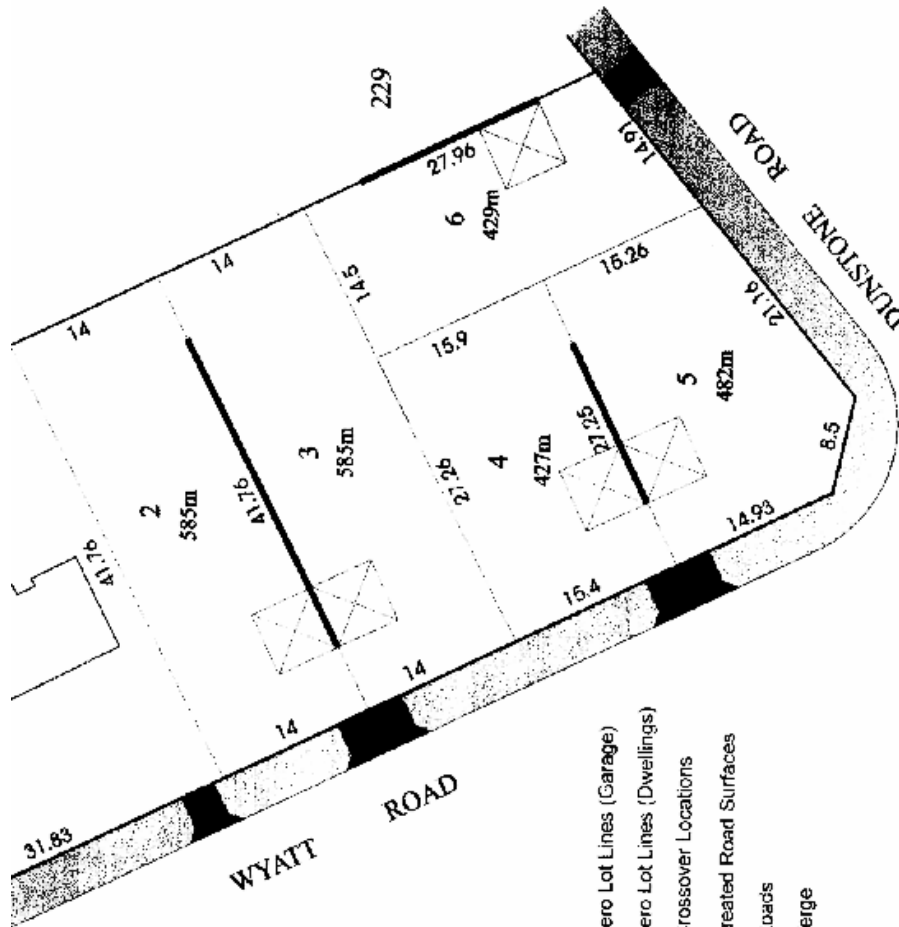 229
14
14
27.96
14.91
6
429m
14.5
15.26
15.9
ROAD
DUNSTONE
21.16
2
585m
41.76
41.76
3
585m
27.26
4
427m
27.25
5
482m
8.5
14.93
15.4
14
14
31.83
WYATT ROAD
ero Lot Lines (Garage)
ero Lot Lines (Dwellings)
rossover Locations
reated Road Surfaces
oads
erge